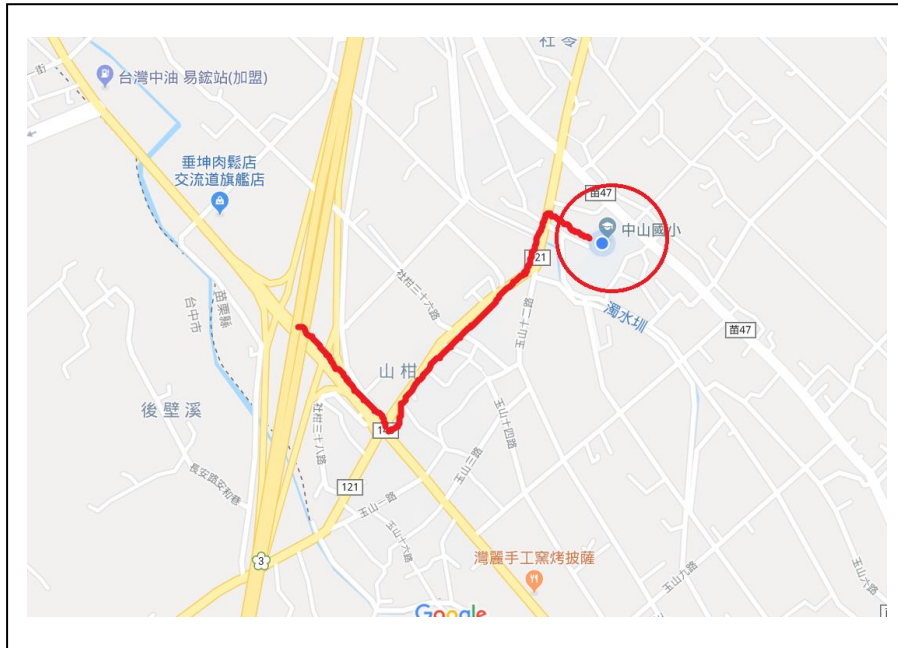 社苓
一街
台灣中油 易鋐站(加盟)
垂坤肉鬆店
交流道旗艦店
苗47
中山國小
社柑三十六路
玉山十二路
濁水圳
苗47
苗栗縣
台中市
山柑
後壁溪
社柑三十八路
長安路安和巷
121
玉山一路
玉山三路
玉山十四路
玉山十六路
3
灣麗手工窯烤披薩
玉山九路
玉山六路
Google